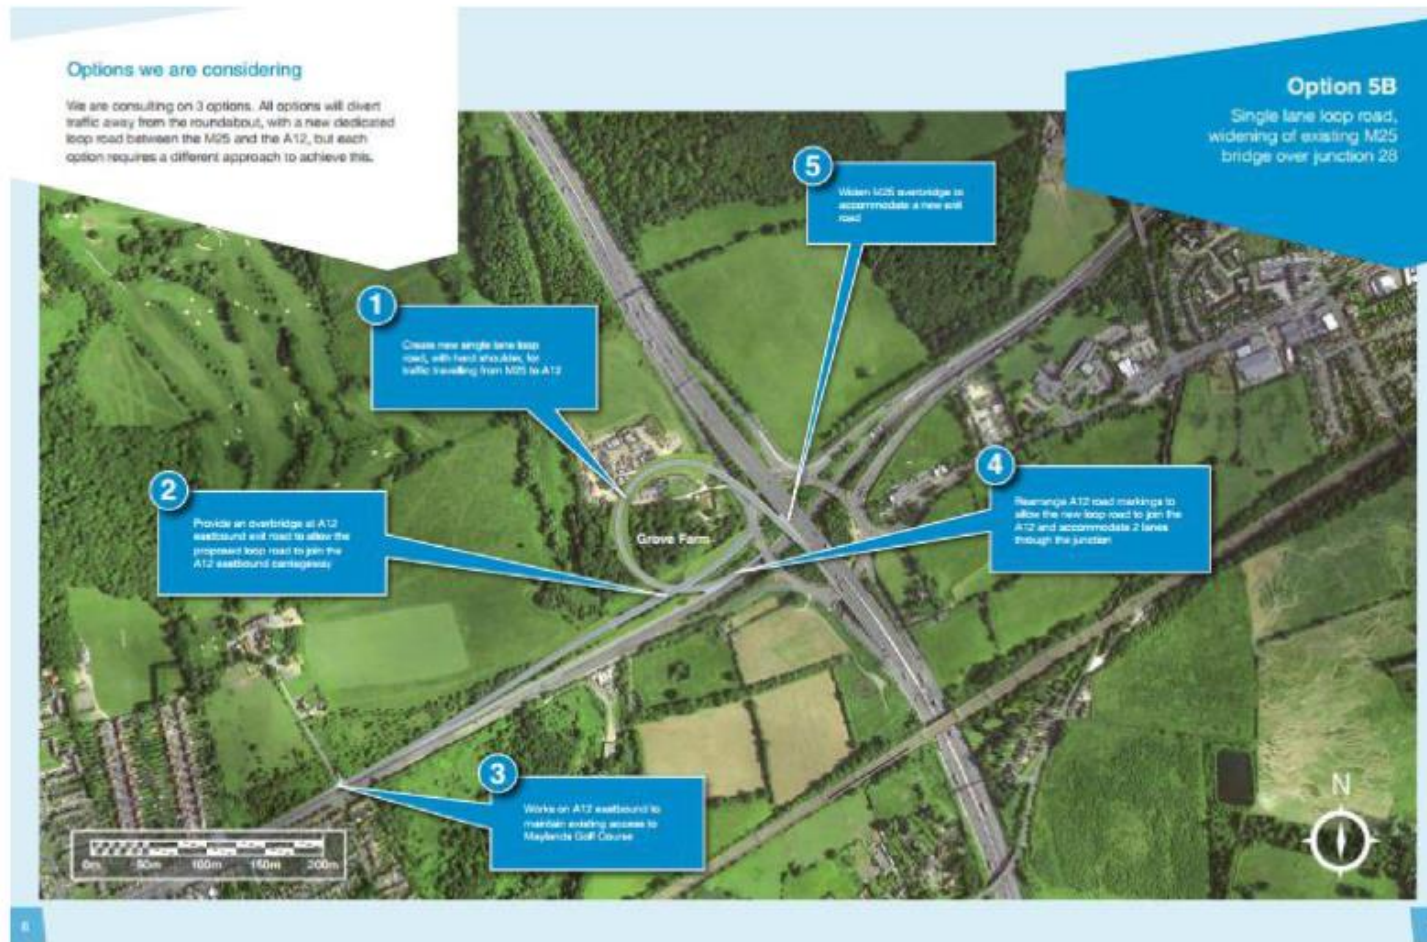 Options we are considering
We are consulting on 3 options. All options will divert
traffic away from the roundabout, with a new dedicated
loop road between the M25 and the A12, but each
option requires a different approach to achieve this.
Option 5B
Single lane loop road,
widening of existing M25
bridge over junction 28
5
Widen M25 overbridge to
accommodate a new exit
road
1
Create new single lane loop
road, with hard shoulder, for
traffic travelling from M25 to A12
2
Provide an overbridge at A12
eastbound exit road to allow the
proposed loop road to join the
A12 eastbound carriageway
4
Rearrange A12 road markings to
allow the new loop road to join the
A12 and accommodate 2 lanes
through the junction
Grove Farm
3
Works on A12 eastbound to
maintain existing access to
Maylands Golf Course
N
0m 50m 100m 150m 200m